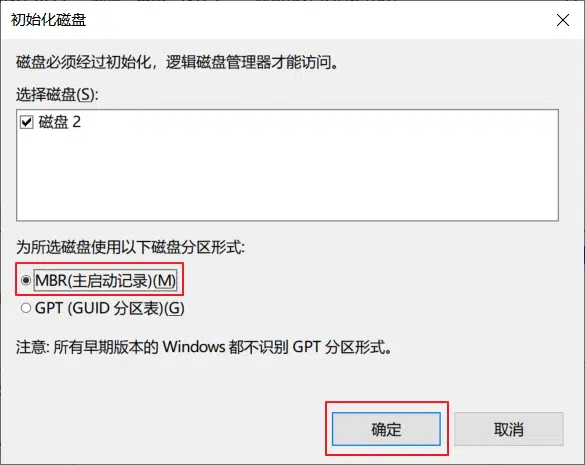 初始化磁盘
磁盘必须经过初始化，逻辑磁盘管理器才能访问。
选择磁盘(S):
磁盘 2
为所选磁盘使用以下磁盘分区形式:
MBR(主启动记录)(M)
GPT (GUID 分区表)(G)
注意: 所有早期版本的 Windows 都不识别 GPT 分区形式。
确定
取消